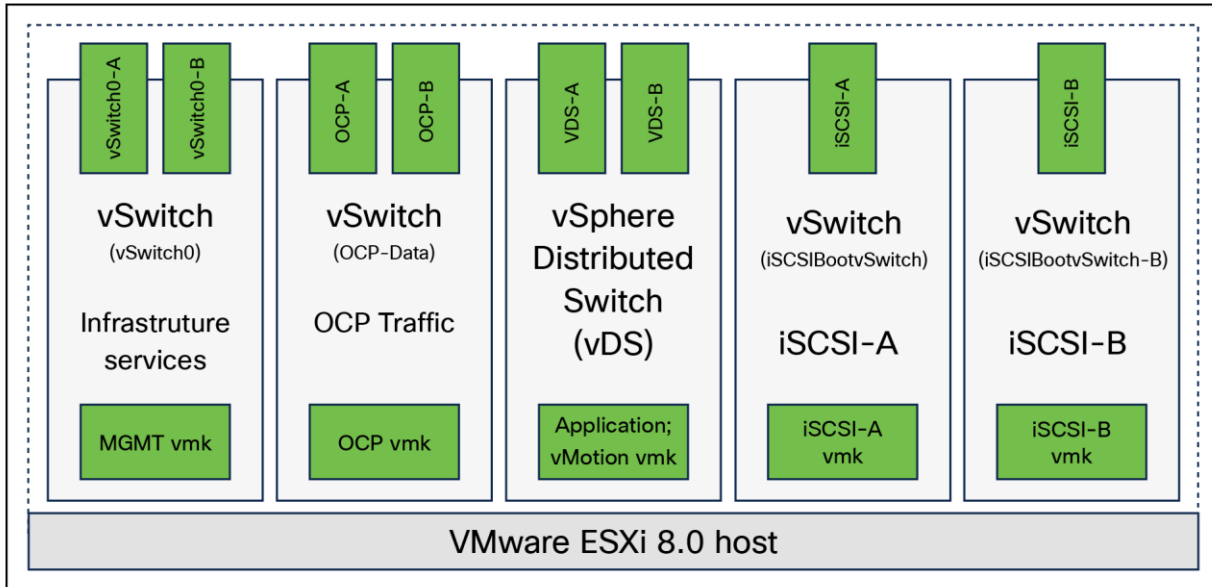 vSwitch0-A
vSwitch0-B
vSwitch
(vSwitch0)
Infrastruture
services
MGMT vmk
OCP-A
OCP-B
vSwitch
(OCP-Data)
OCP Traffic
OCP vmk
VDS-A
VDS-B
vSphere
Distributed
Switch
(vDS)
Application;
vMotion vmk
iSCSI-A
vSwitch
(iSCSIBootvSwitch)
iSCSI-A
iSCSI-A
vmk
iSCSI-B
vSwitch
(iSCSIBootvSwitch-B)
iSCSI-B
iSCSI-B
vmk
VMware ESXi 8.0 host